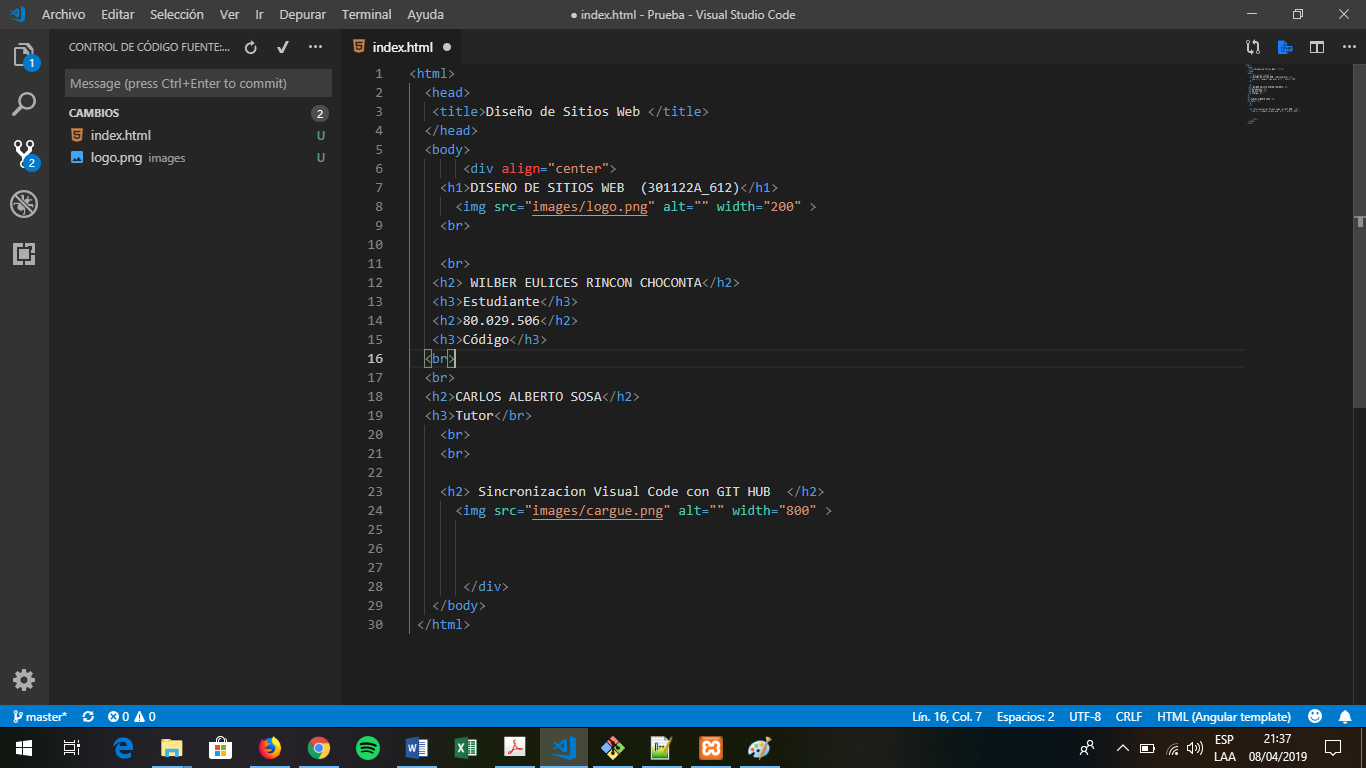 Archivo Editar Selección Ver Ir Depurar Terminal Ayuda
● index.html - Prueba - Visual Studio Code
CONTROL DE CÓDIGO FUENTE:...
index.html
1
Message (press Ctrl+Enter to commit)
CAMBIOS 2
index.html U
logo.png images U
2
1 <html>
2 <head>
3 <title>Diseño de Sitios Web </title>
4 </head>
5 <body>
6 <div align="center">
7 <h1>DISENO DE SITIOS WEB  (301122A_612)</h1>
8 <img src="images/logo.png" alt="" width="200" >
9 <br>
10
11 <br>
12 <h2> WILBER EULICES RINCON CHOCONTA</h2>
13 <h3>Estudiante</h3>
14 <h2>80.029.506</h2>
15 <h3>Código</h3>
16 <br>
17 <br>
18 <h2>CARLOS ALBERTO SOSA</h2>
19 <h3>Tutor</br>
20 <br>
21 <br>
22
23 <h2> Sincronizacion Visual Code con GIT HUB  </h2>
24 <img src="images/cargue.png" alt="" width="800" >
25
26
27
28 </div>
29 </body>
30 </html>
master* 0 0 Lín. 16, Col. 7 Espacios: 2 UTF-8 CRLF HTML (Angular template)
ESP
LAA
21:37
08/04/2019